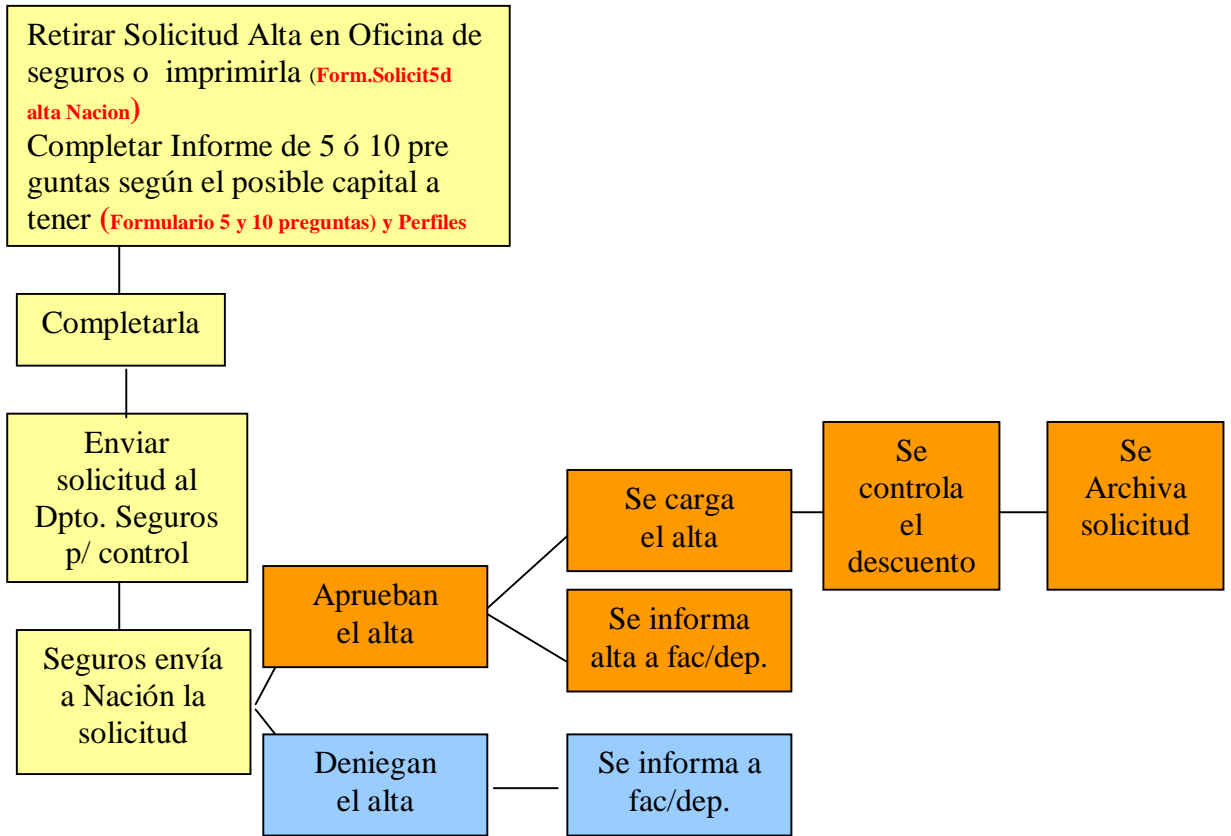 Retirar Solicitud Alta en Oficina de
seguros o imprimirla (Form.Solicit5d
alta Nacion)
Completar Informe de 5 ó 10 pre
guntas según el posible capital a
tener (Formulario 5 y 10 preguntas) y Perfiles
Completarla
Enviar
solicitud al
Dpto. Seguros
p/ control
Seguros envía
a Nación la
solicitud
Aprueban
el alta
Se carga
el alta
Se
controla
el
descuento
Se
Archiva
solicitud
Se informa
alta a fac/dep.
Deniegan
el alta
Se informa a
fac/dep.